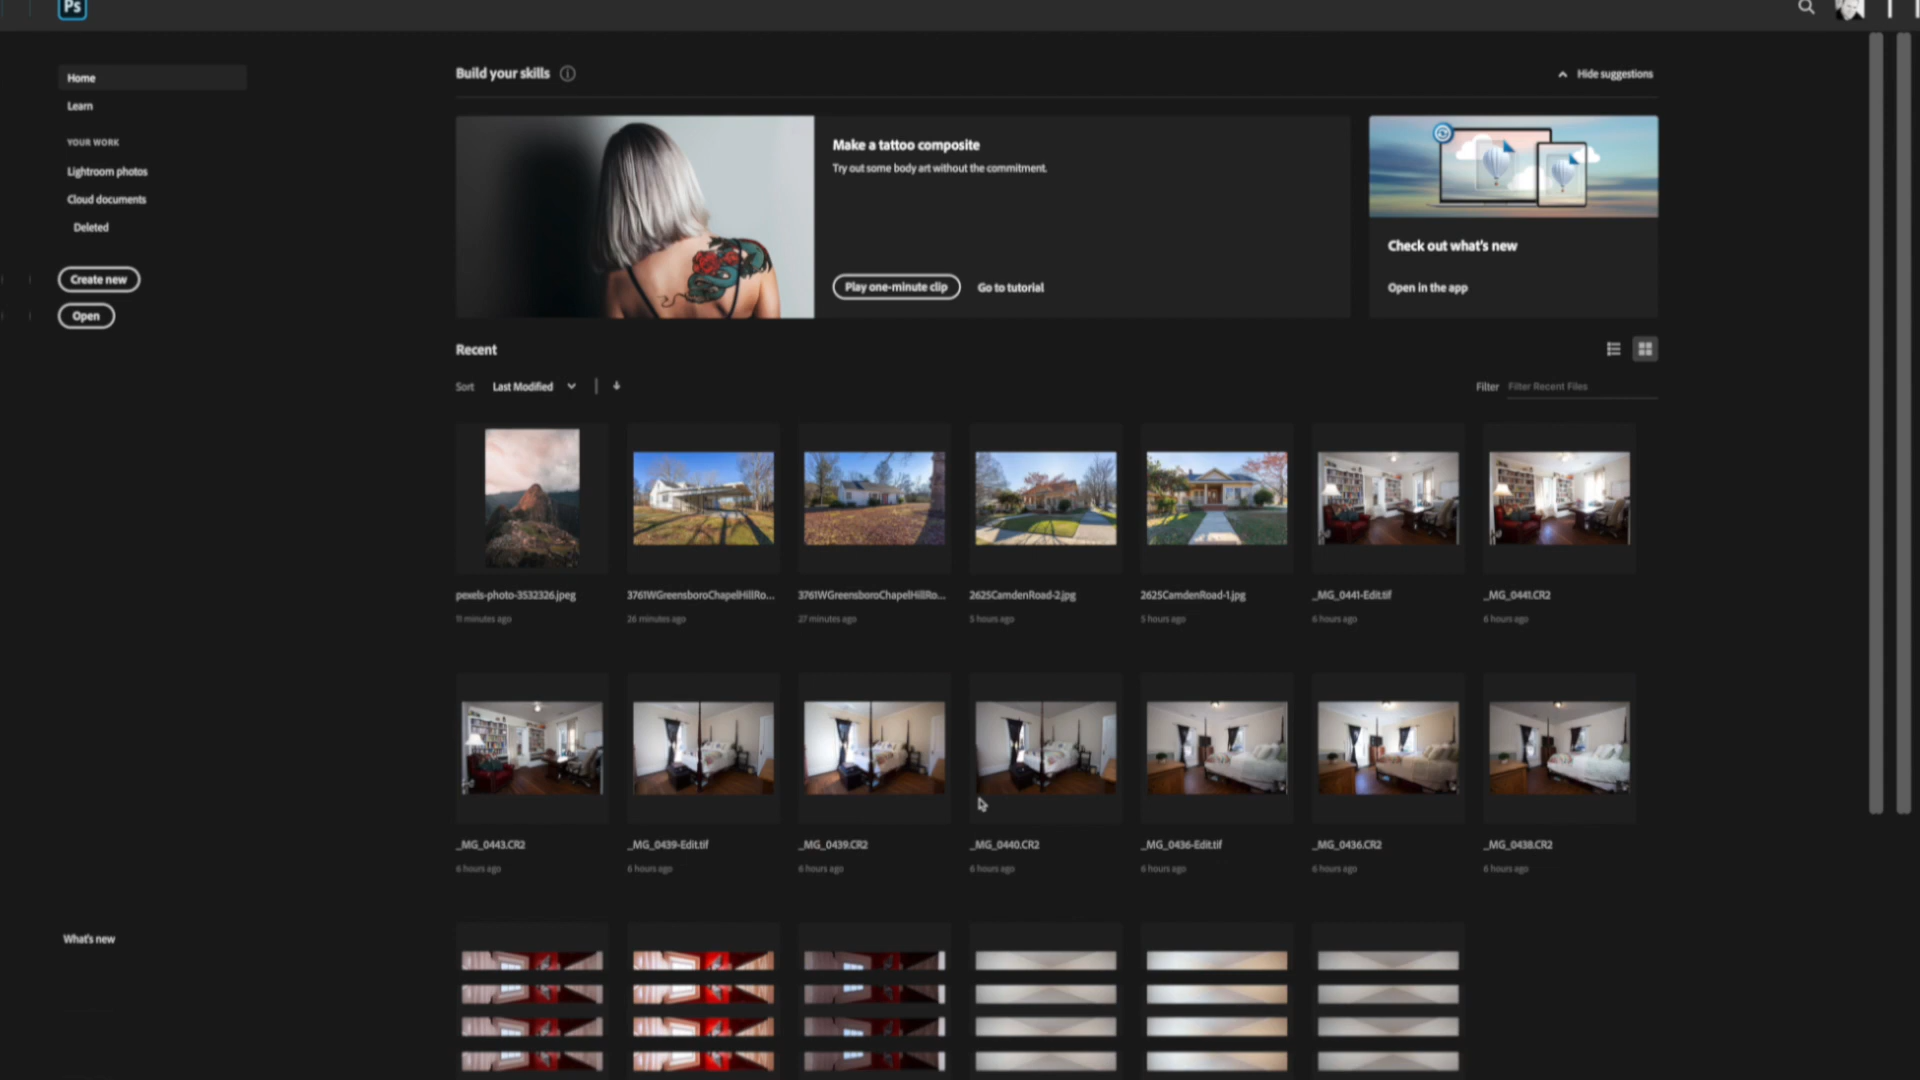 Ps
Home
Learn
YOUR WORK
Lightroom photos
Cloud documents
Deleted
Create new
Open
What's new
Build your skills
Hide suggestions
Make a tattoo composite
Try out some body art without the commitment.
Play one-minute clip Go to tutorial
Check out what's new
Open in the app
Recent
Sort Last Modified
Filter Filter Recent Files
pexels-photo-3532326.jpeg 3761WGreensboroChapelHillRo... 3761WGreensboroChapelHillRo... 2625CamdenRoad-2.jpg 2625CamdenRoad-1.jpg _MG_0441-Edit.tif _MG_0441.CR2
11 minutes ago 26 minutes ago 27 minutes ago 5 hours ago 5 hours ago 6 hours ago 6 hours ago
_MG_0443.CR2 _MG_0439-Edit.tif _MG_0439.CR2 _MG_0440.CR2 _MG_0436-Edit.tif _MG_0436.CR2 _MG_0438.CR2
6 hours ago 6 hours ago 6 hours ago 6 hours ago 6 hours ago 6 hours ago 6 hours ago